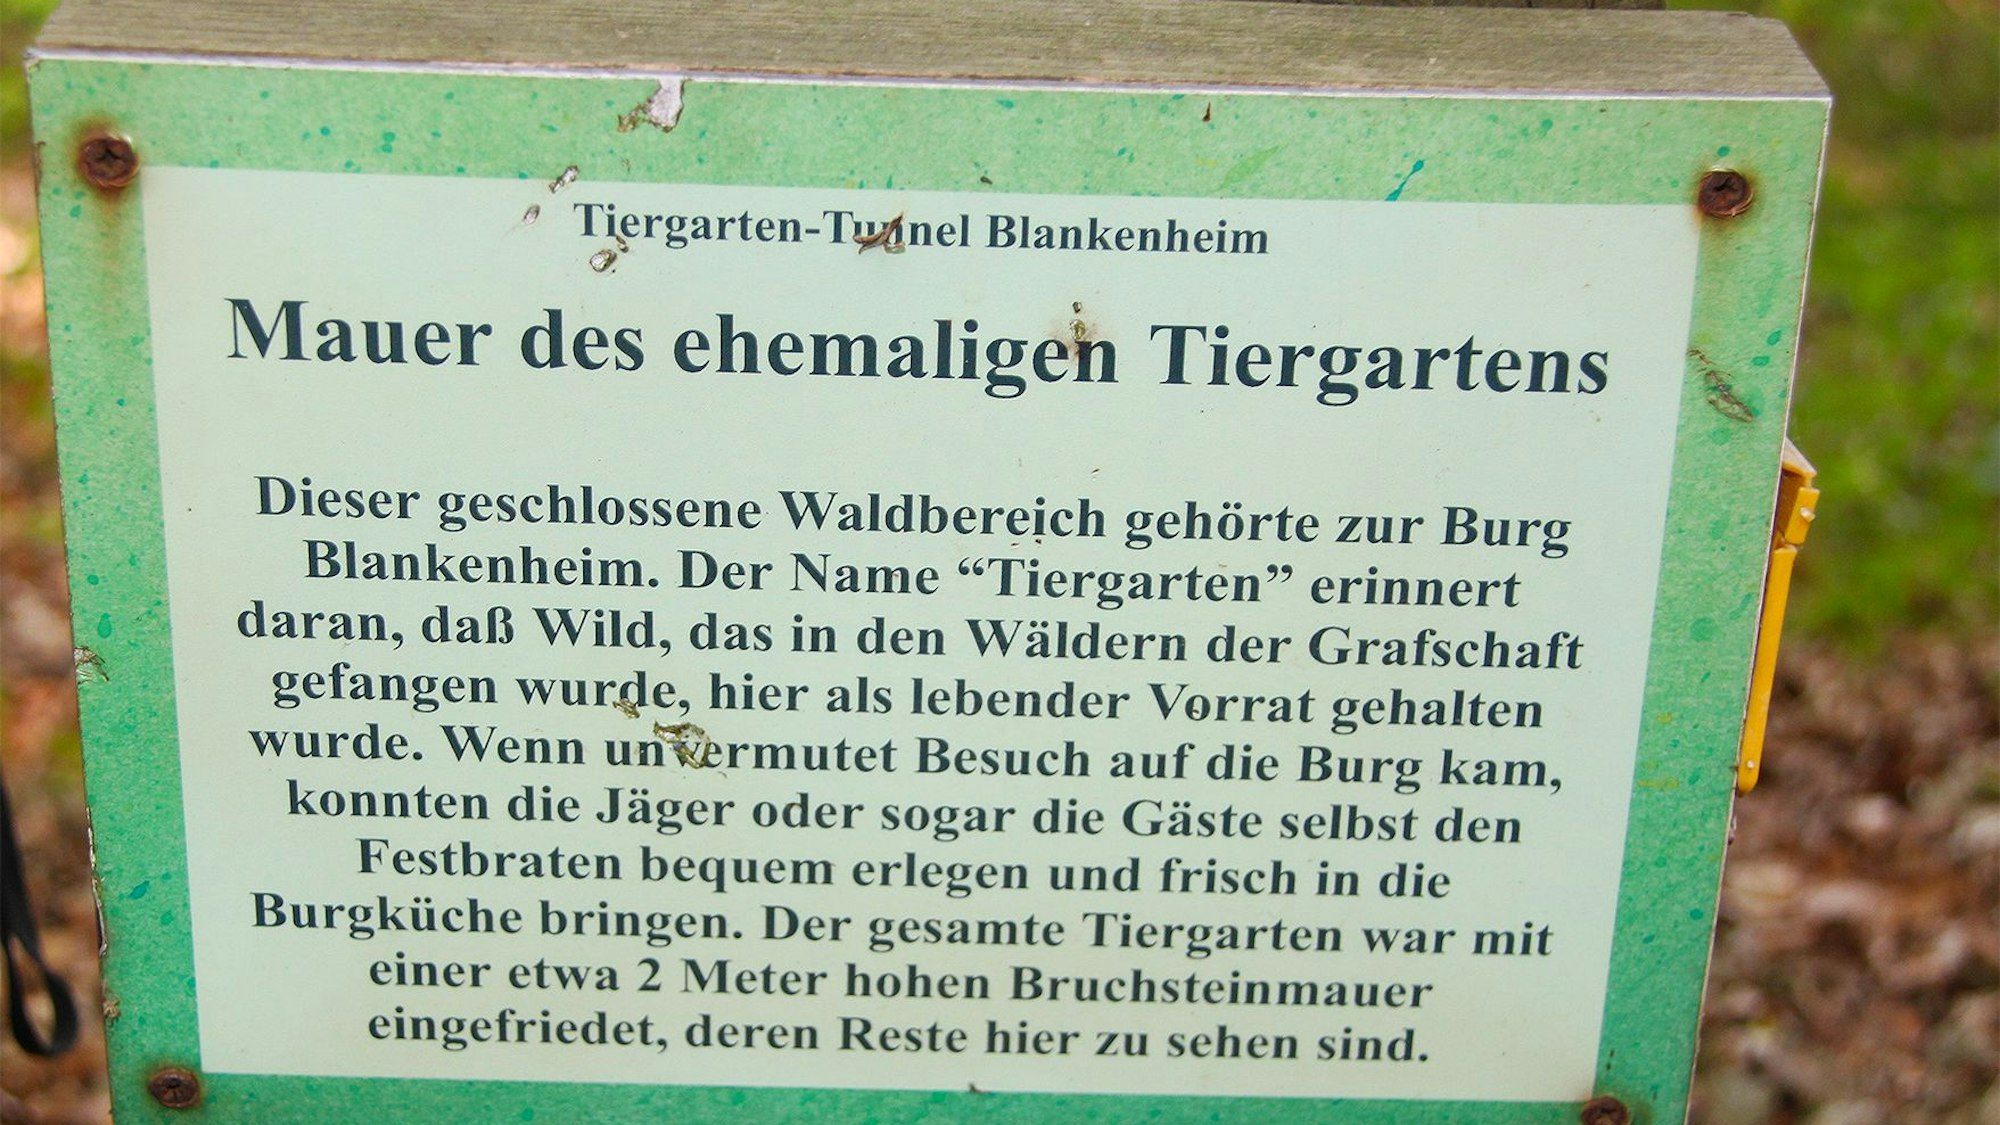 Tiergarten-Tunnel Blankenheim
Mauer des ehemaligen Tiergartens
Dieser geschlossene Waldbereich gehörte zur Burg
Blankenheim. Der Name “Tiergarten” erinnert
daran, daß Wild, das in den Wäldern der Grafschaft
gefangen wurde, hier als lebender Vorrat gehalten
wurde. Wenn unvermutet Besuch auf die Burg kam,
konnten die Jäger oder sogar die Gäste selbst den
Festbraten bequem erlegen und frisch in die
Burgküche bringen. Der gesamte Tiergarten war mit
einer etwa 2 Meter hohen Bruchsteinmauer
eingefriedet, deren Reste hier zu sehen sind.